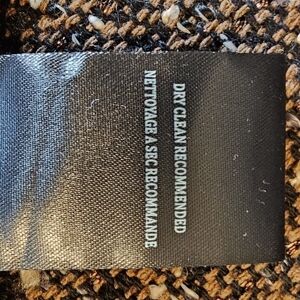 DRY CLEAN RECOMMENDED
NETTOYAGE A SEC RECOMMANDE